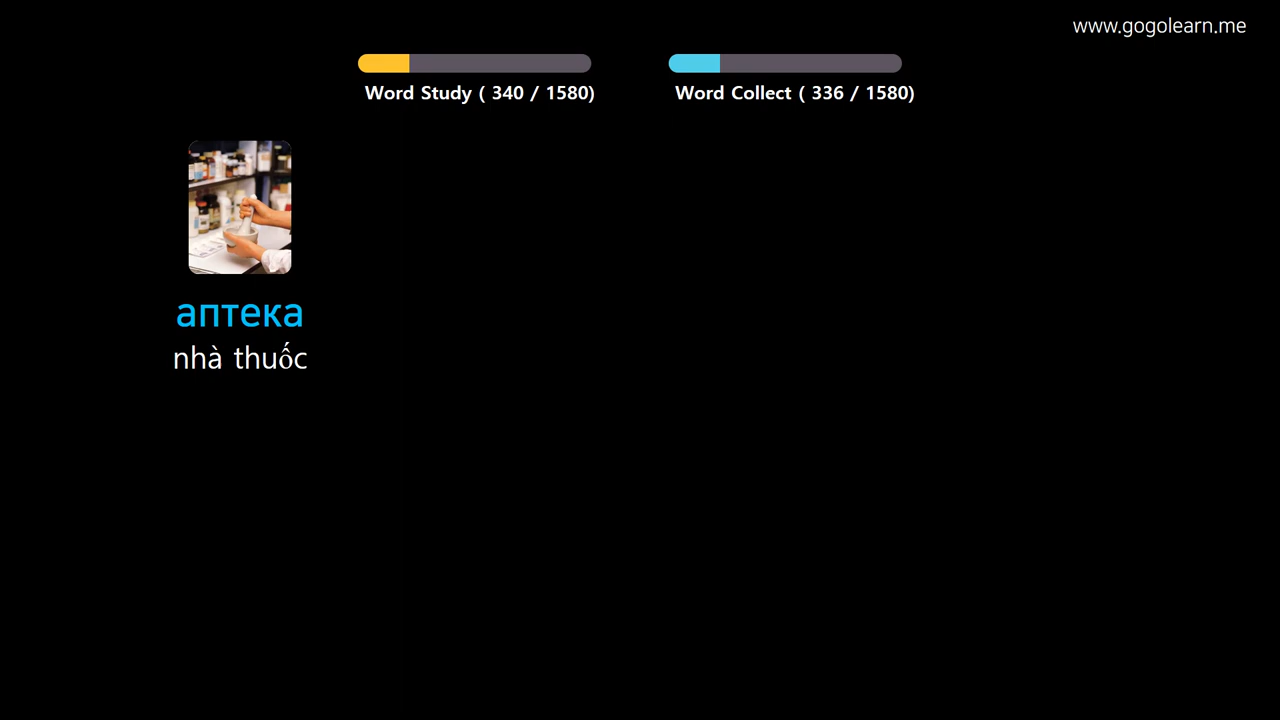 www.gogolearn.me
Word Study ( 340 / 1580)
Word Collect ( 336 / 1580)
аптека
nhà thuốc